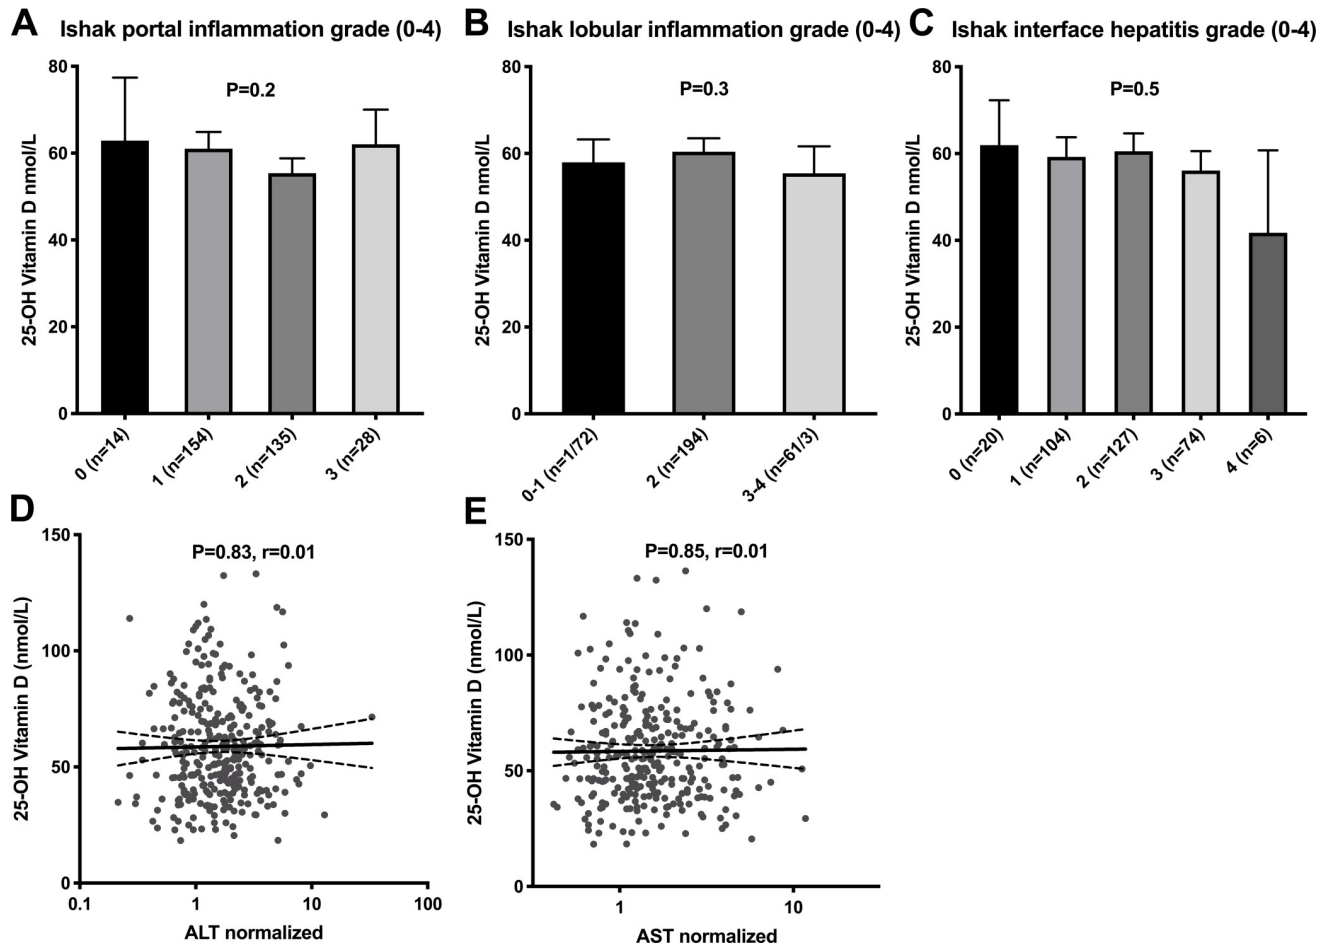 A Ishak portal inflammation grade (0-4)
80
60
40
20
0
25-OH Vitamin D nmol/L
P=0.2
0 (n=14)
1 (n=154)
2 (n=135)
3 (n=28)
B Ishak lobular inflammation grade (0-4)
80
60
40
20
0
25-OH Vitamin D nmol/L
P=0.3
0-1 (n=1/72)
2 (n=194)
3-4 (n=61/3)
C Ishak interface hepatitis grade (0-4)
80
60
40
20
0
25-OH Vitamin D nmol/L
P=0.5
0 (n=20)
1 (n=104)
2 (n=127)
3 (n=74)
4 (n=6)
D
150
100
50
0
25-OH Vitamin D (nmol/L)
P=0.83, r=0.01
0.1
1
10
100
ALT normalized
E
150
100
50
0
25-OH Vitamin D (nmol/L)
P=0.85, r=0.01
1
10
AST normalized